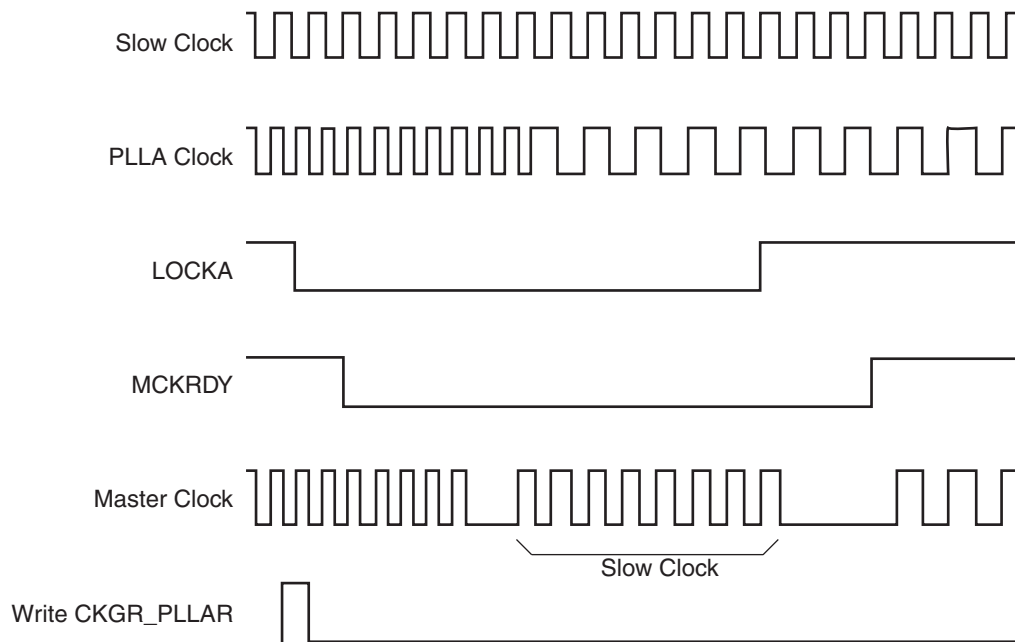 Slow Clock
PLLA Clock
LOCKA
MCKRDY
Master Clock
Slow Clock
Write CKGR_PLLAR